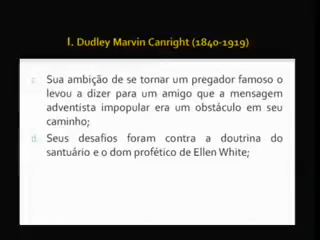 I. Dudley Marvin Canright (1840-1919)
c. Sua ambição de se tornar um pregador famoso o
levou a dizer para um amigo que a mensagem
adventista impopular era um obstáculo em seu
caminho;
d. Seus desafios foram contra a doutrina do
santuário e o dom profético de Ellen White;